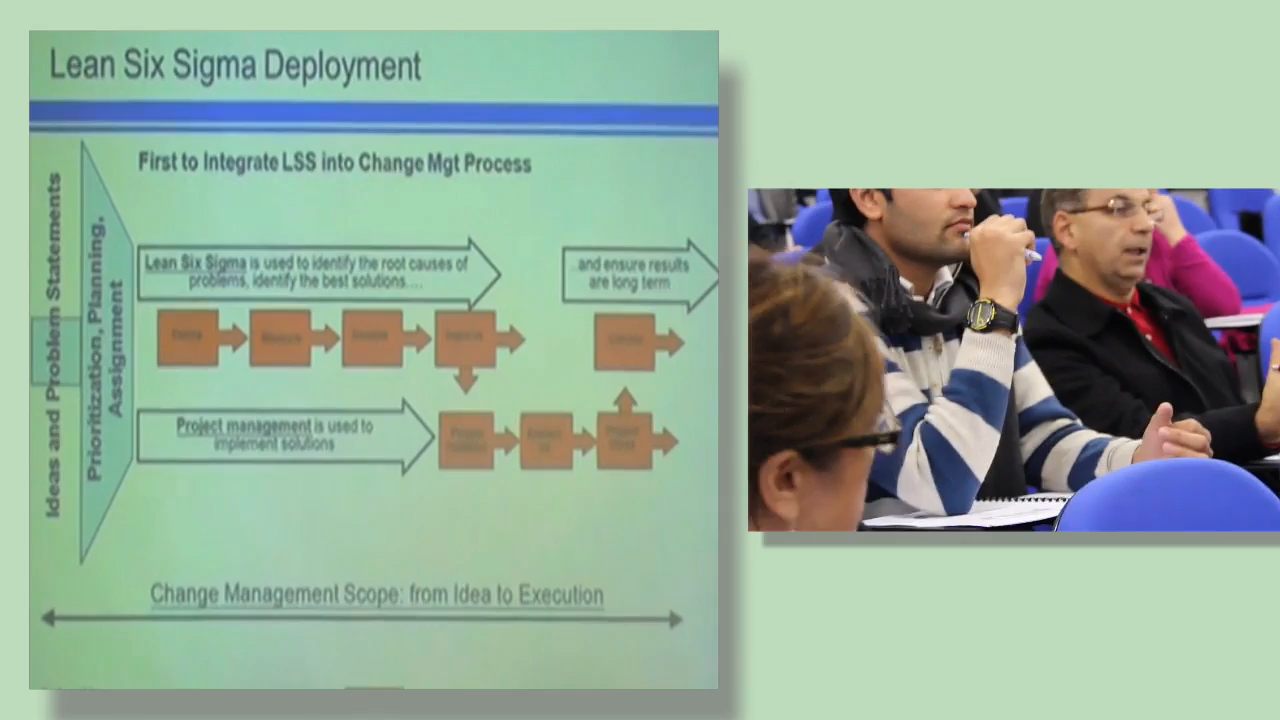 Lean Six Sigma Deployment
First to Integrate LSS into Change Mgt Process
Ideas and Problem Statements
Prioritization, Planning,
Assignment
Lean Six Sigma is used to identify the root causes of
problems, identify the best solutions….
...and ensure results
are long term
Project management is used to
implement solutions
Change Management Scope: from Idea to Execution